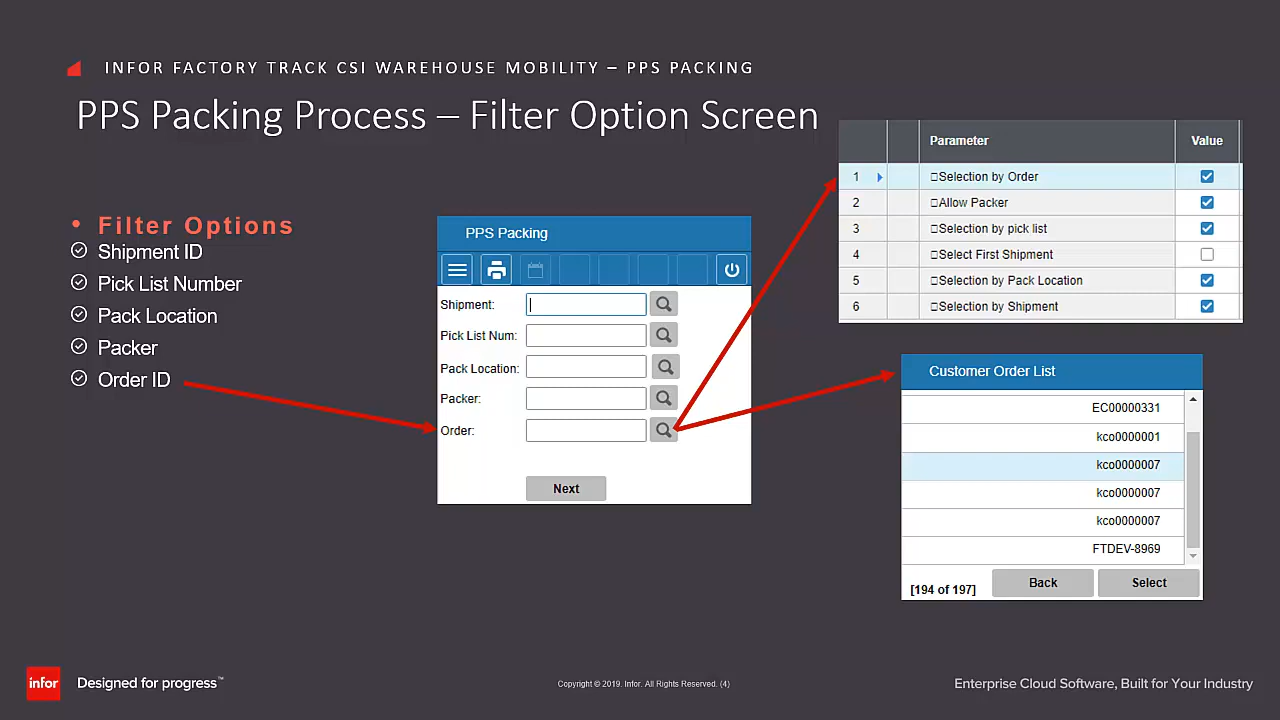 INFOR FACTORY TRACK CSI WAREHOUSE MOBILITY – PPS PACKING
PPS Packing Process – Filter Option Screen
• Filter Options
Shipment ID
Pick List Number
Pack Location
Packer
Order ID
PPS Packing
Shipment:
Pick List Num:
Pack Location:
Packer:
Order:
Next
Parameter Value
1 □Selection by Order
2 □Allow Packer
3 □Selection by pick list
4 □Select First Shipment
5 □Selection by Pack Location
6 □Selection by Shipment
Customer Order List
EC00000331
kco0000001
kco0000007
kco0000007
kco0000007
FTDEV-8969
[194 of 197] Back Select
infor Designed for progress™
Copyright © 2019. Infor. All Rights Reserved. (4)
Enterprise Cloud Software, Built for Your Industry